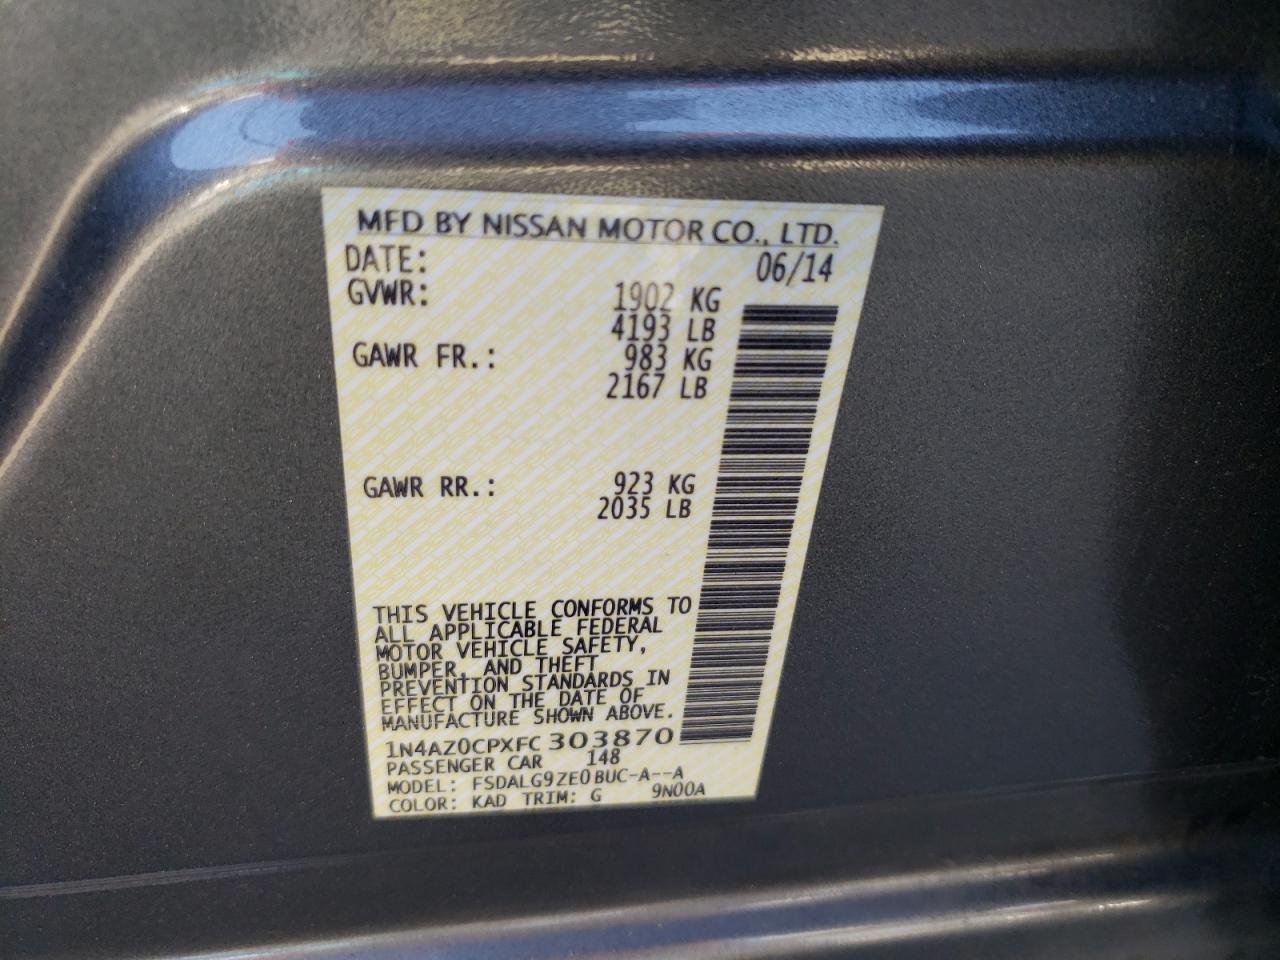 MFD BY NISSAN MOTOR CO., LTD.
DATE: 06/14
GVWR: 1902 KG
4193 LB
GAWR FR.: 983 KG
2167 LB
GAWR RR.: 923 KG
2035 LB
THIS VEHICLE CONFORMS TO
ALL APPLICABLE FEDERAL
MOTOR VEHICLE SAFETY,
BUMPER, AND THEFT
PREVENTION STANDARDS IN
EFFECT ON THE DATE OF
MANUFACTURE SHOWN ABOVE.
1N4AZ0CPXFC303870
PASSENGER CAR 148
MODEL: FSDALG9ZE0BUC-A--A
COLOR: KAD TRIM: G 9N00A